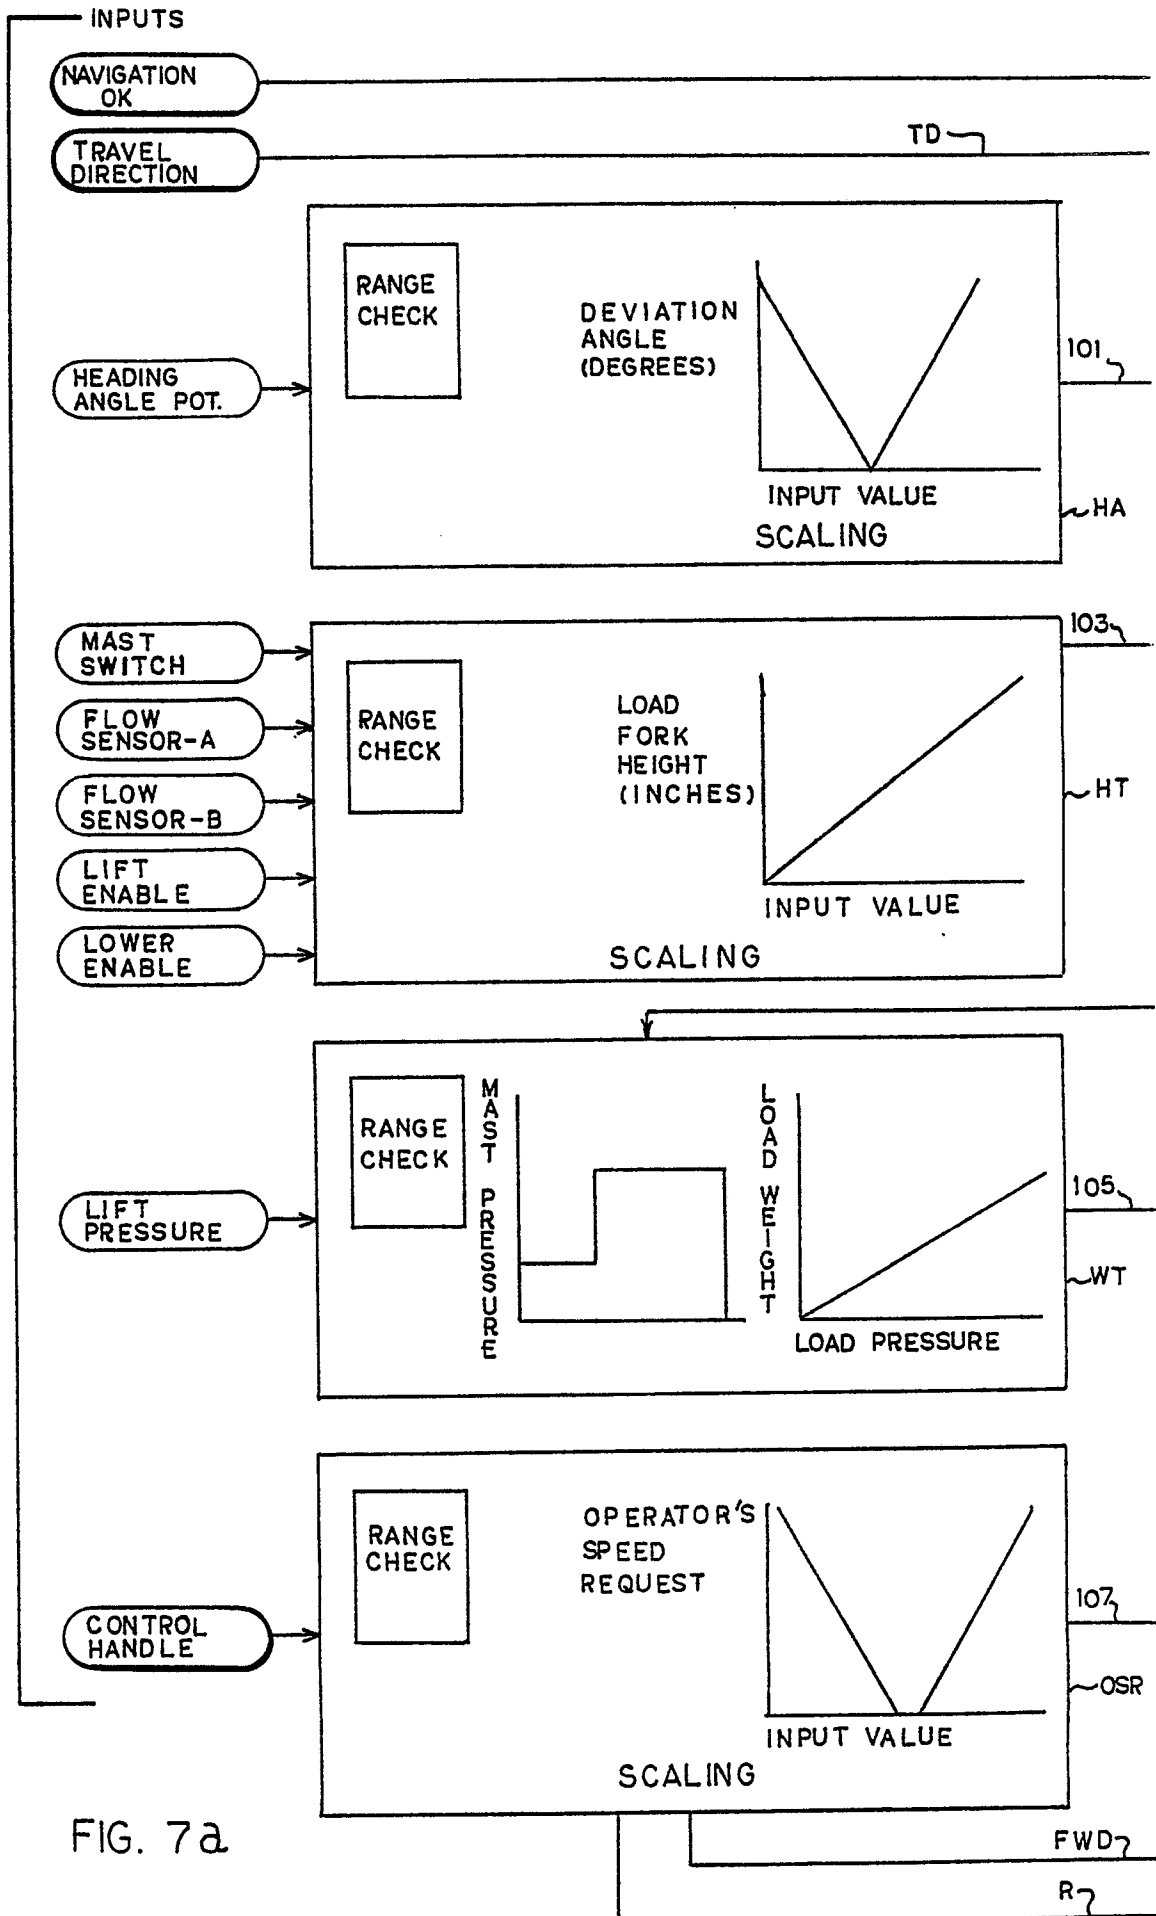 INPUTS
NAVIGATION
OK
TRAVEL
DIRECTION
TD
RANGE
CHECK
DEVIATION
ANGLE
(DEGREES)
HEADING
ANGLE POT.
101
INPUT VALUE
HA
SCALING
MAST
SWITCH
103
FLOW
SENSOR-A
RANGE
CHECK
LOAD
FORK
HEIGHT
(INCHES)
FLOW
SENSOR-B
HT
LIFT
ENABLE
INPUT VALUE
LOWER
ENABLE
SCALING
RANGE
CHECK
MAST PRESSURE
LOAD WEIGHT
LIFT
PRESSURE
105
WT
LOAD PRESSURE
RANGE
CHECK
OPERATOR'S
SPEED
REQUEST
CONTROL
HANDLE
107
OSR
INPUT VALUE
SCALING
FIG. 7a
FWD
R